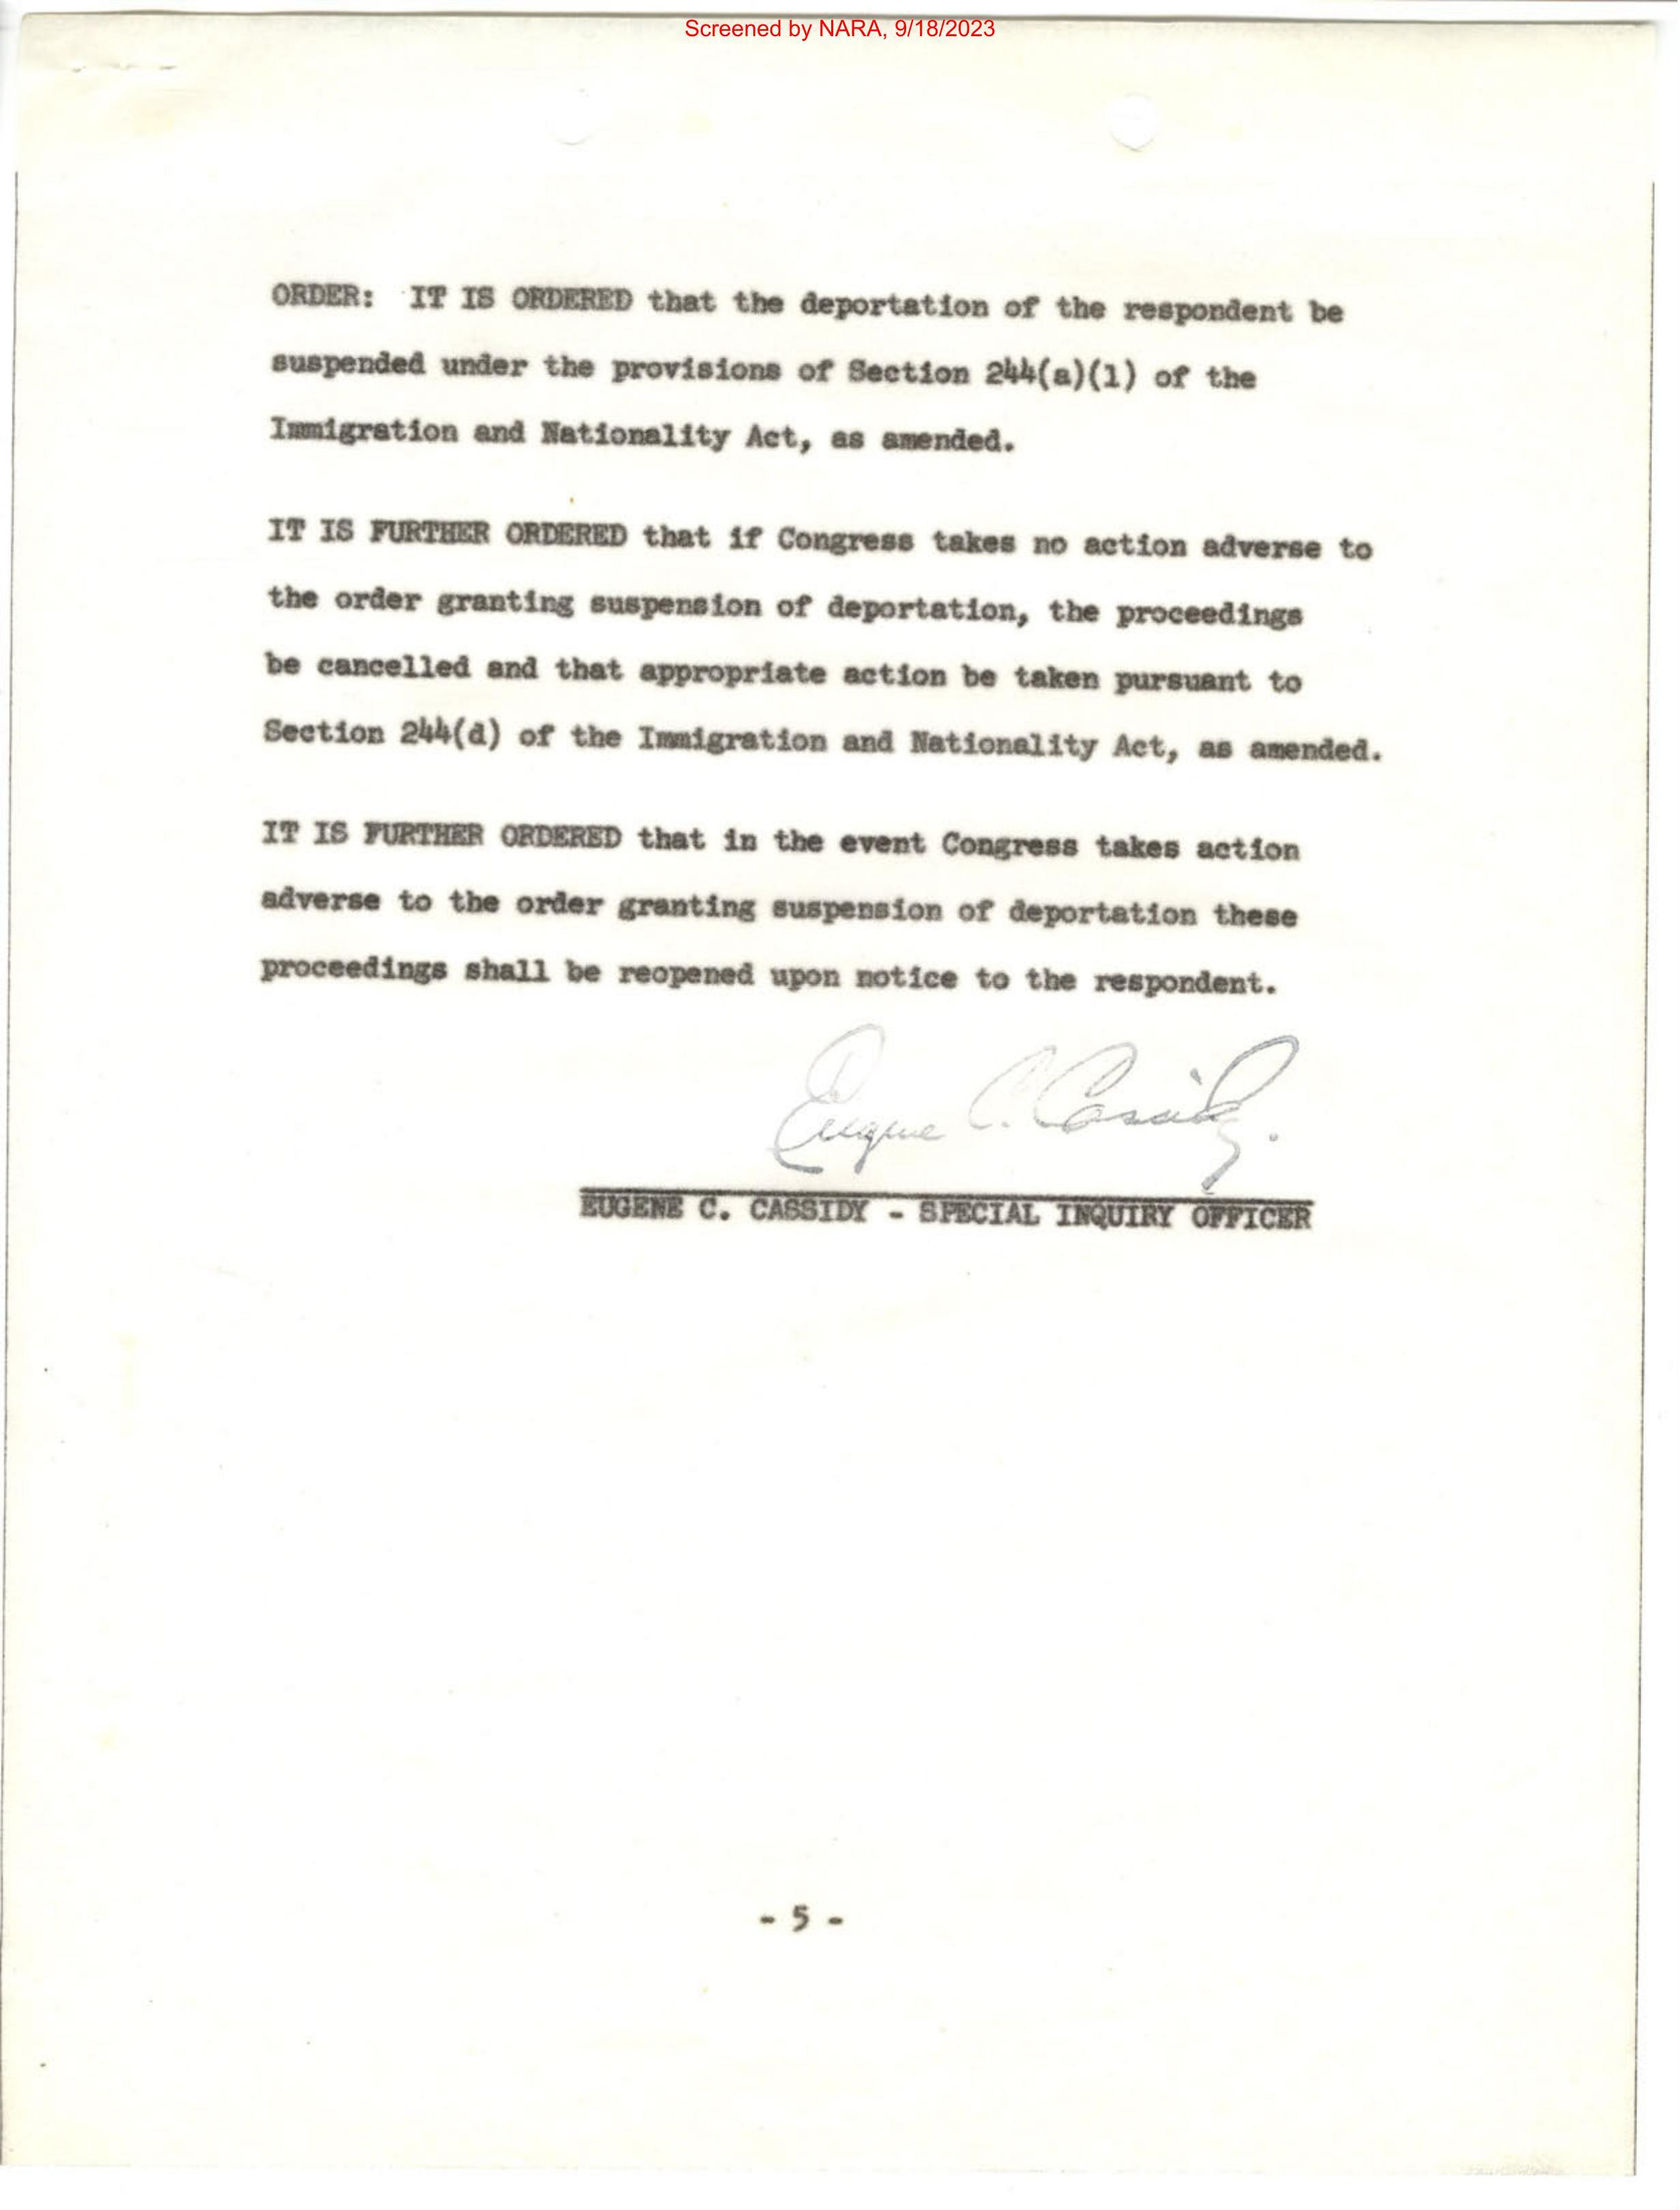 Screened by NARA, 9/18/2023
ORDER: IT IS ORDERED that the deportation of the respondent be
suspended under the provisions of Section 244(a)(1) of the
Immigration and Nationality Act, as amended.
IT IS FURTHER ORDERED that if Congress takes no action adverse to
the order granting suspension of deportation, the proceedings
be cancelled and that appropriate action be taken pursuant to
Section 244(d) of the Immigration and Nationality Act, as amended.
IT IS FURTHER ORDERED that in the event Congress takes action
adverse to the order granting suspension of deportation these
proceedings shall be reopened upon notice to the respondent.
Eugene C. Cassidy.
EUGENE C. CASSIDY - SPECIAL INQUIRY OFFICER
- 5 -